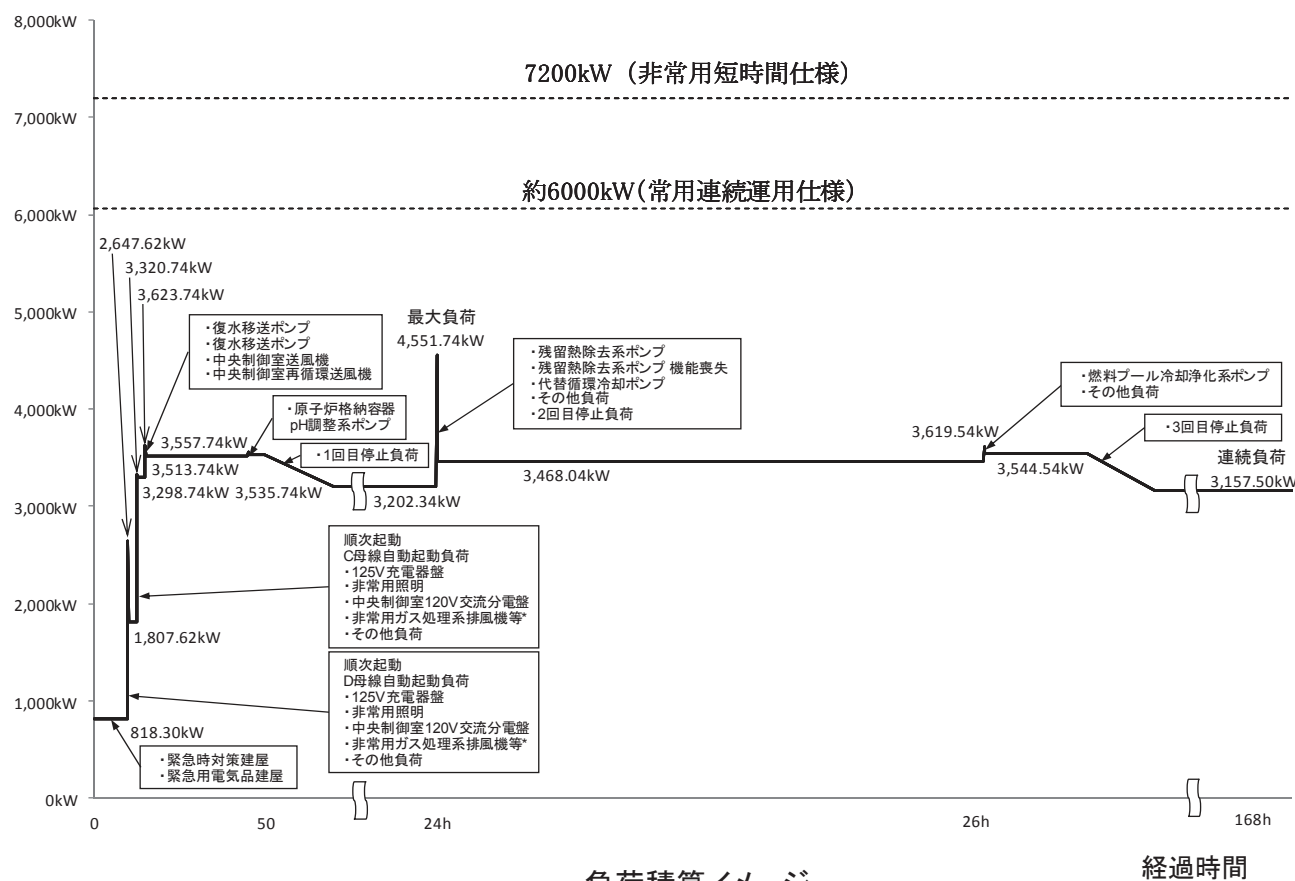 8,000kW
7200kW（非常用短時間仕様）
7,000kW
約6000kW(常用連続運用仕様)
6,000kW
2,647.62kW
3,320.74kW
3,623.74kW
5,000kW
・復水移送ポンプ
・復水移送ポンプ
・中央制御室送風機
・中央制御室再循環送風機
最大負荷
4,551.74kW
・残留熱除去系ポンプ
・残留熱除去系ポンプ 機能喪失
・代替循環冷却ポンプ
・その他負荷
・2回目停止負荷
・燃料プール冷却浄化系ポンプ
・その他負荷
4,000kW
・原子炉格納容器
pH調整系ポンプ
3,557.74kW
・1回目停止負荷
3,619.54kW
・3回目停止負荷
3,513.74kW
3,468.04kW
3,544.54kW
連続負荷
3,157.50kW
3,298.74kW
3,535.74kW
3,202.34kW
3,000kW
順次起動
C母線自動起動負荷
・125V充電器盤
・非常用照明
・中央制御室120V交流分電盤
・非常用ガス処理系排風機等*
・その他負荷
2,000kW
1,807.62kW
順次起動
D母線自動起動負荷
・125V充電器盤
・非常用照明
・中央制御室120V交流分電盤
・非常用ガス処理系排風機等*
・その他負荷
1,000kW
818.30kW
・緊急時対策建屋
・緊急用電気品建屋
0kW
0
50
24h
26h
168h
経過時間
負荷積算イメージ